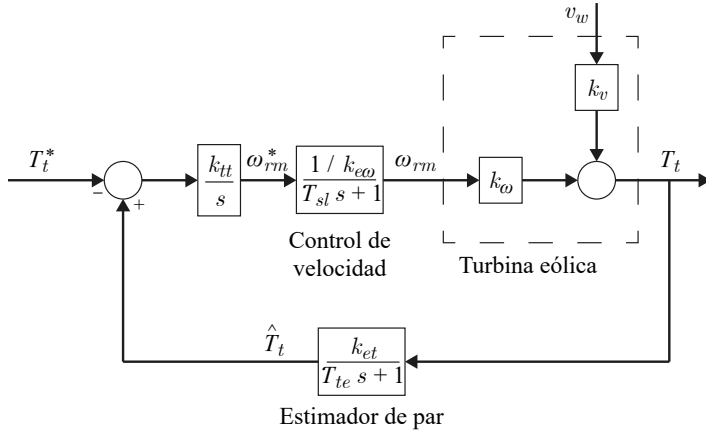 v_w
k_v
T_t^*
−
+
k_tt
s
ω_rm^*
1 / k_eω
T_sl s + 1
ω_rm
k_ω
T_t
Control de
velocidad
Turbina eólica
T̂_t
k_et
T_te s + 1
Estimador de par